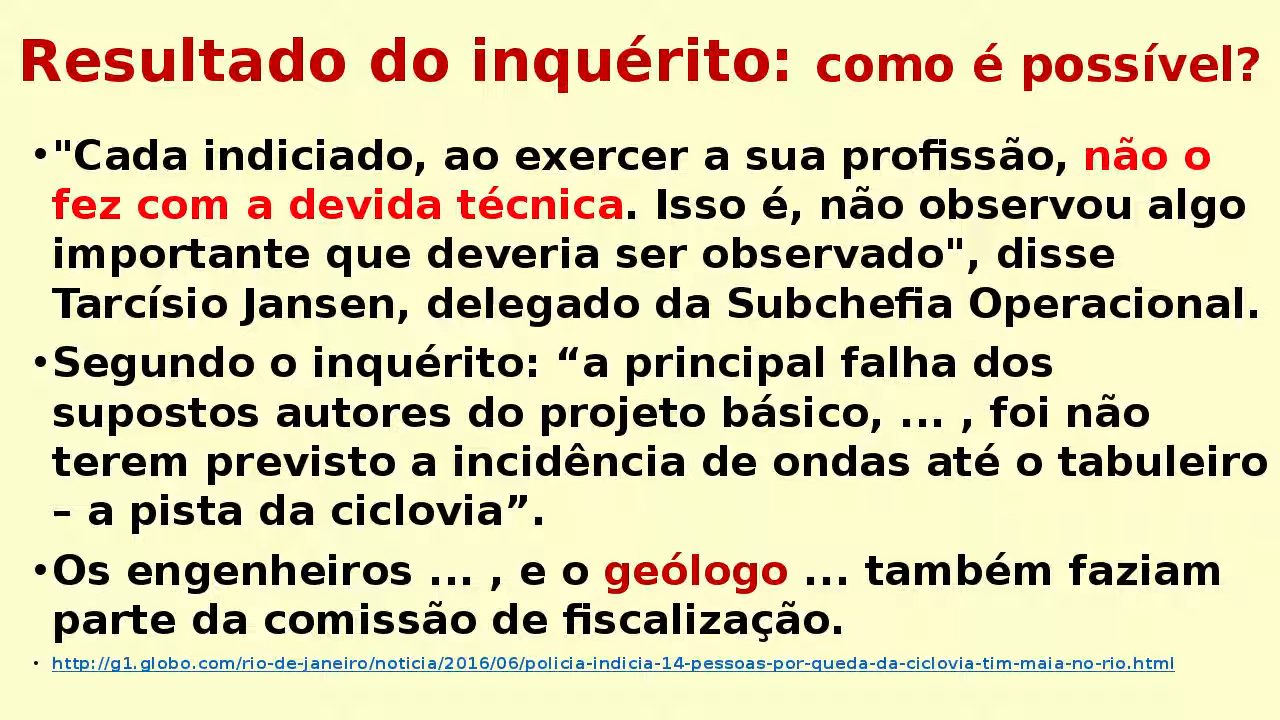 Resultado do inquérito: como é possível?
•"Cada indiciado, ao exercer a sua profissão, não o
fez com a devida técnica. Isso é, não observou algo
importante que deveria ser observado", disse
Tarcísio Jansen, delegado da Subchefia Operacional.
•Segundo o inquérito: “a principal falha dos
supostos autores do projeto básico, ... , foi não
terem previsto a incidência de ondas até o tabuleiro
– a pista da ciclovia”.
•Os engenheiros ... , e o geólogo ... também faziam
parte da comissão de fiscalização.
• http://g1.globo.com/rio-de-janeiro/noticia/2016/06/policia-indicia-14-pessoas-por-queda-da-ciclovia-tim-maia-no-rio.html